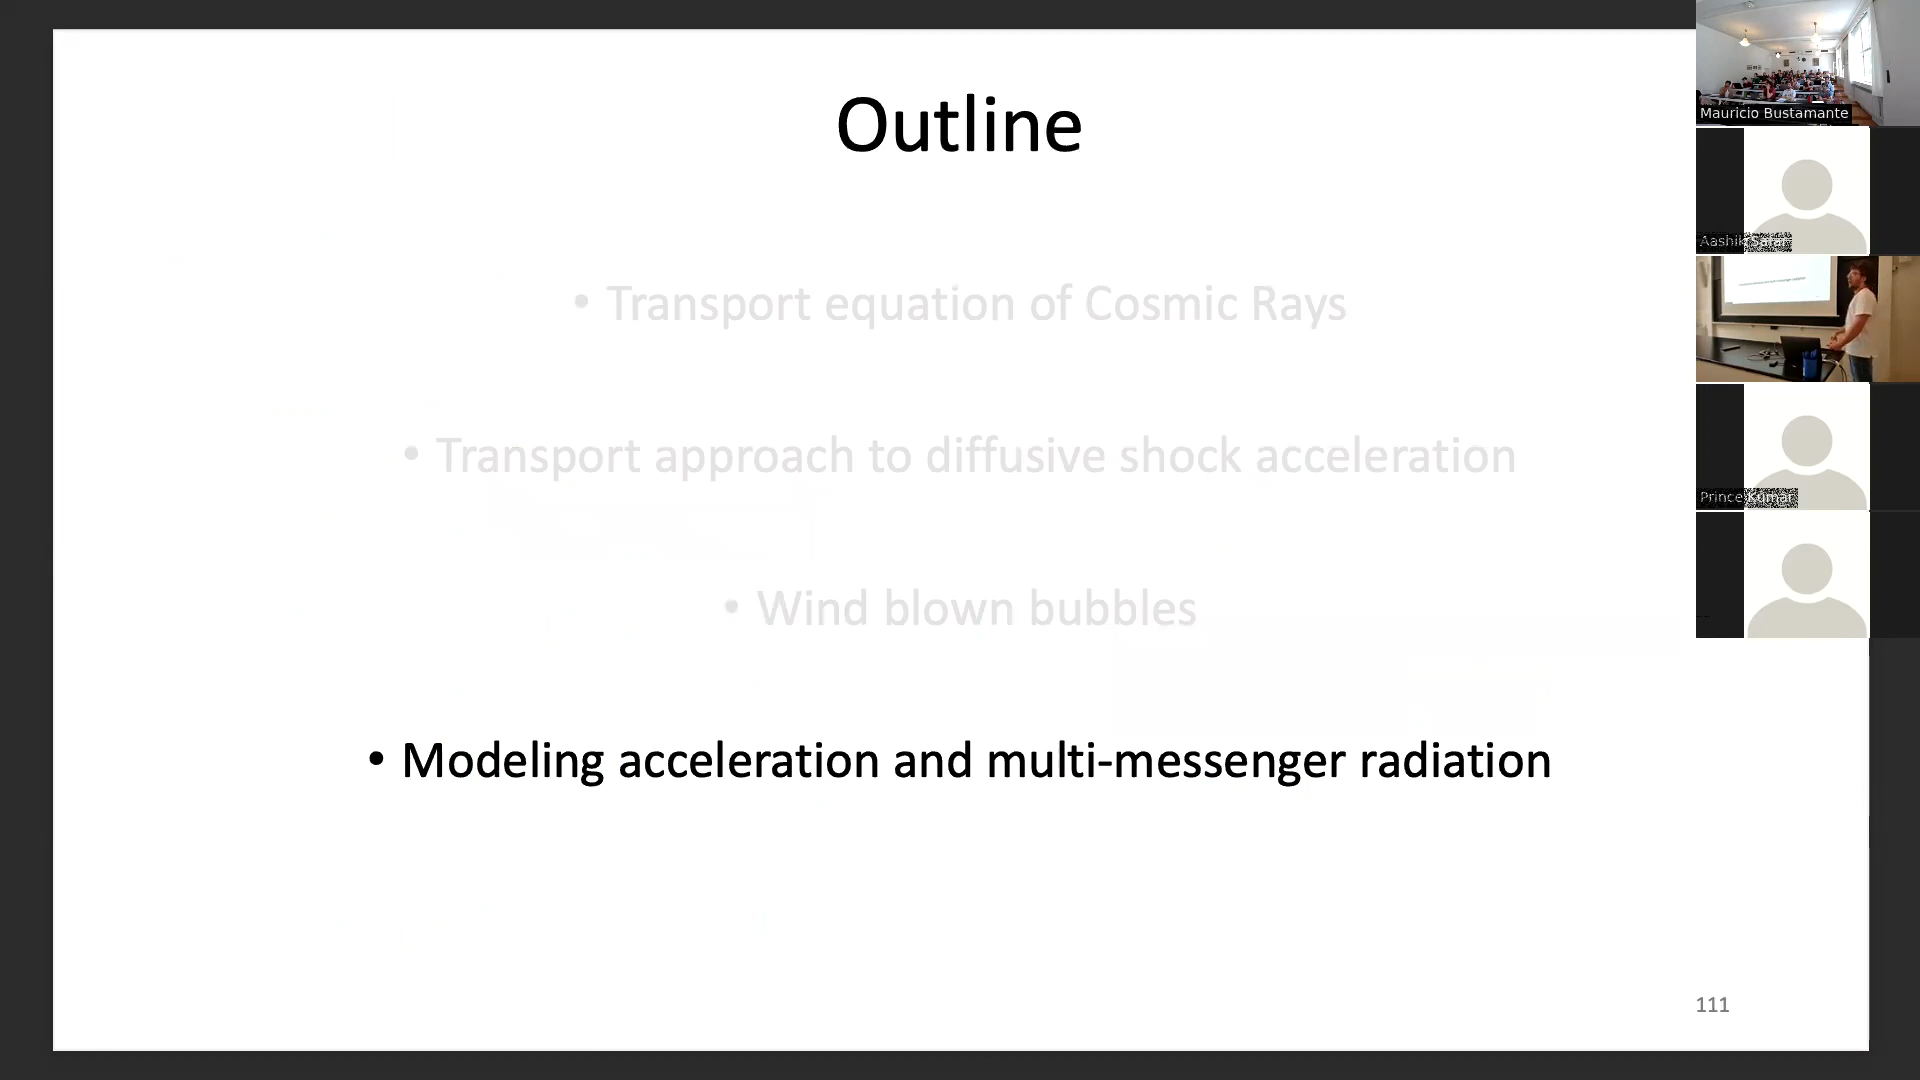 Outline
• Transport equation of Cosmic Rays
• Transport approach to diffusive shock acceleration
• Wind blown bubbles
• Modeling acceleration and multi-messenger radiation
111
Mauricio Bustamante
Prince Kumar